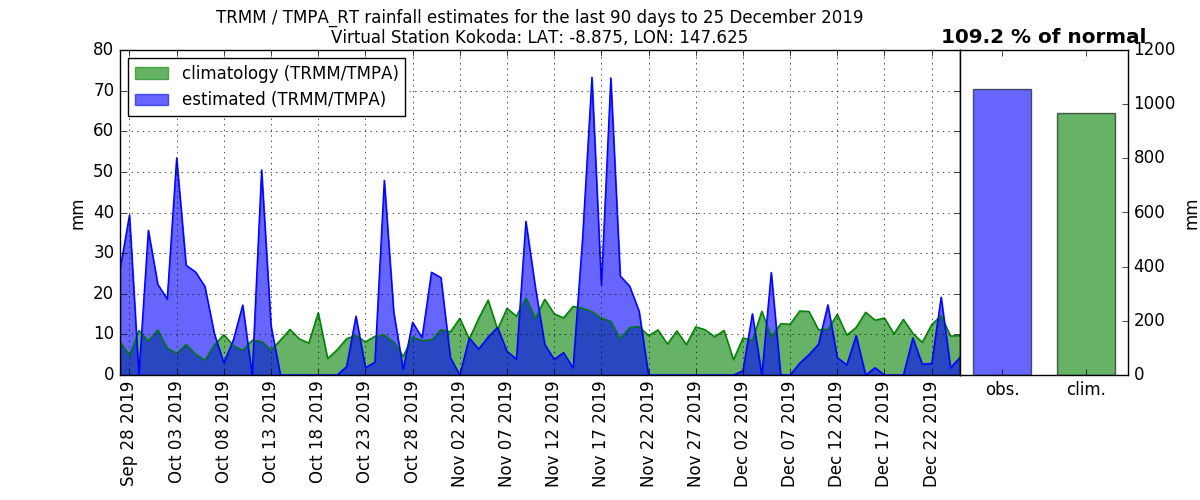 TRMM / TMPA_RT rainfall estimates for the last 90 days to 25 December 2019
Virtual Station Kokoda: LAT: -8.875, LON: 147.625
109.2 % of normal
climatology (TRMM/TMPA)
estimated (TRMM/TMPA)
mm
80
70
60
50
40
30
20
10
0
Sep 28 2019
Oct 03 2019
Oct 08 2019
Oct 13 2019
Oct 18 2019
Oct 23 2019
Oct 28 2019
Nov 02 2019
Nov 07 2019
Nov 12 2019
Nov 17 2019
Nov 22 2019
Nov 27 2019
Dec 02 2019
Dec 07 2019
Dec 12 2019
Dec 17 2019
Dec 22 2019
obs.
clim.
1200
1000
800
600
400
200
0
mm